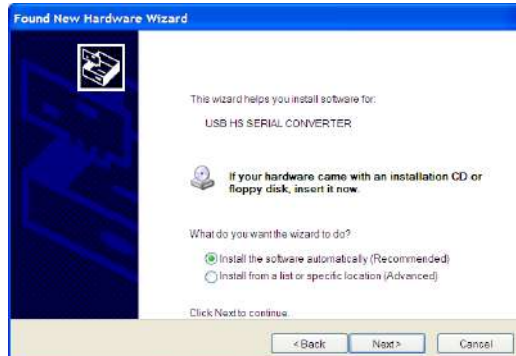 Found New Hardware Wizard
This wizard helps you install software for:
USB HS SERIAL CONVERTER
If your hardware came with an installation CD or
floppy disk, insert it now.
What do you want the wizard to do?
Install the software automatically (Recommended)
Install from a list or specific location (Advanced)
Click Next to continue.
< Back
Next >
Cancel